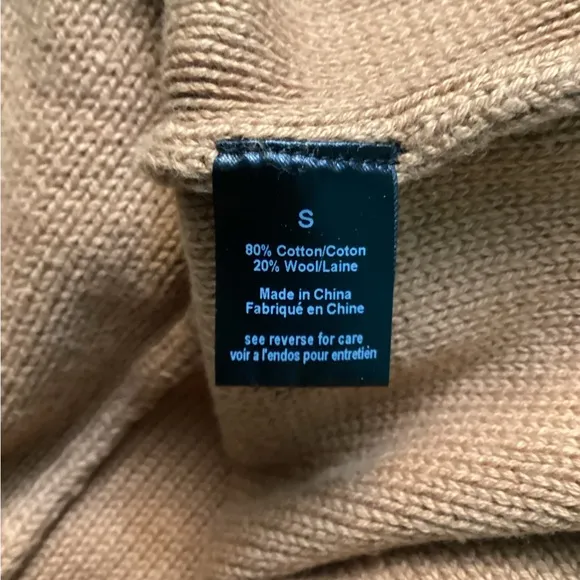 S
80% Cotton/Coton
20% Wool/Laine
Made in China
Fabriqué en Chine
see reverse for care
voir a l'endos pour entretien